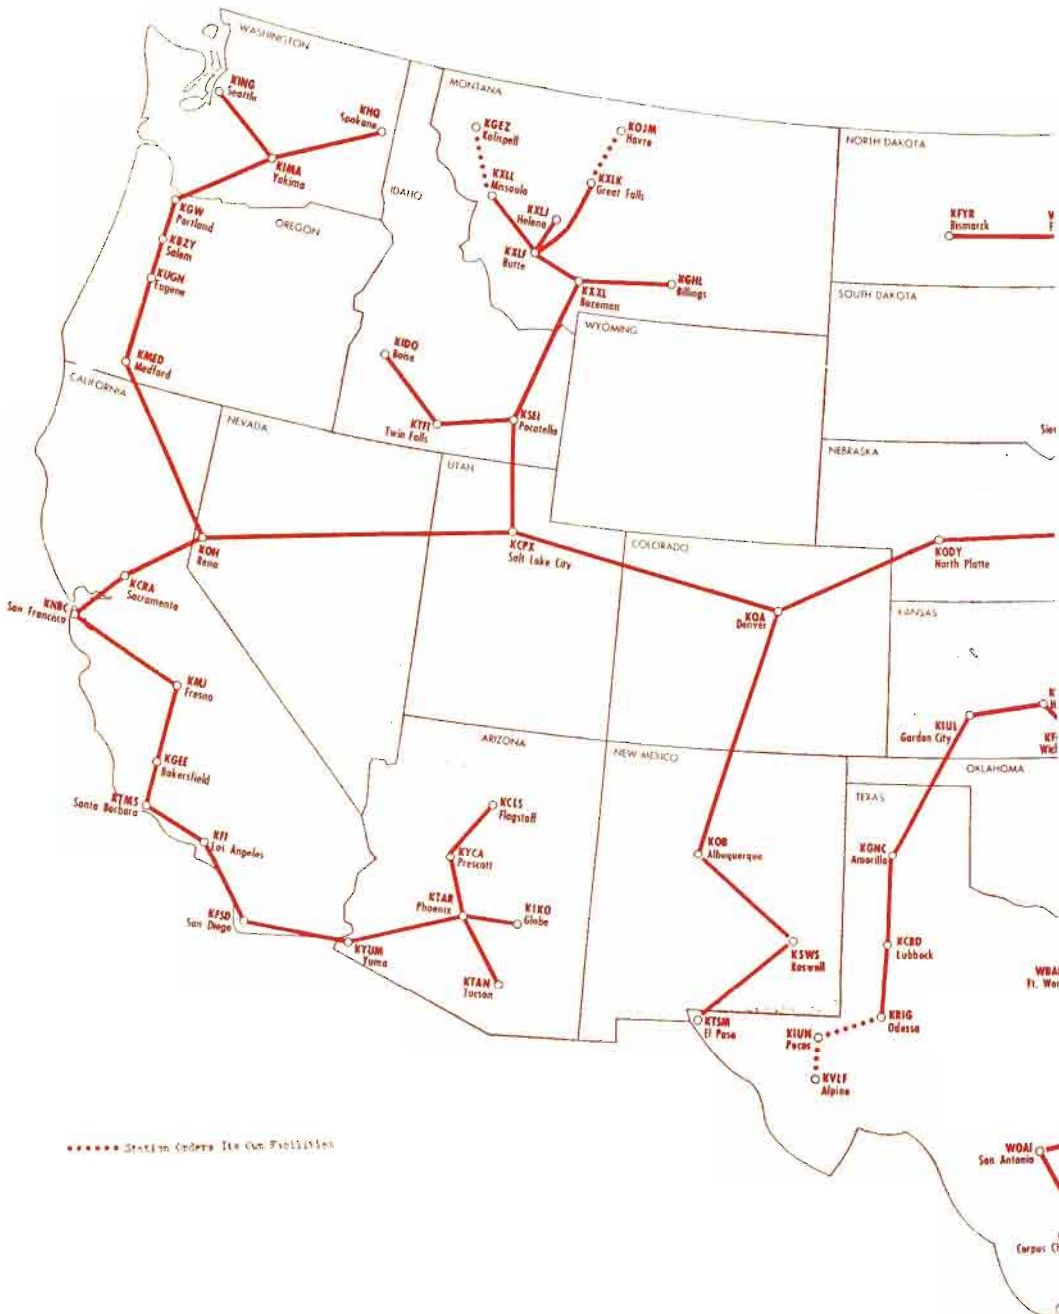 WASHINGTON
KING
Seattle
KHQ
Spokane
KIMA
Yakima
KGW
Portland
OREGON
KBZY
Salem
KUGN
Eugene
KMED
Medford
IDAHO
MONTANA
KGEZ
Kalispell
KOJM
Havre
KXLL
Missoula
KXLK
Great Falls
KXLJ
Helena
KXLF
Butte
KXXL
Bozeman
KGHL
Billings
NORTH DAKOTA
KFYR
Bismarck
SOUTH DAKOTA
WYOMING
KIDO
Boise
KTFI
Twin Falls
KSEI
Pocatello
CALIFORNIA
NEVADA
UTAH
NEBRASKA
KOH
Reno
KCPX
Salt Lake City
COLORADO
KODY
North Platte
KCRA
Sacramento
KNBC
San Francisco
KOA
Denver
KANSAS
KMJ
Fresno
KIUL
Garden City
KGEE
Bakersfield
ARIZONA
NEW MEXICO
OKLAHOMA
TEXAS
KTMS
Santa Barbara
KCLS
Flagstaff
KFI
Los Angeles
KYCA
Prescott
KOB
Albuquerque
KGNC
Amarillo
KTAR
Phoenix
KIKO
Globe
KFSD
San Diego
KYUM
Yuma
KSWS
Roswell
KCBD
Lubbock
KTAN
Tucson
KTSM
El Paso
KIUN
Pecos
KRIG
Odessa
KVLF
Alpine
Station Orders Its Own Facilities
WOAI
San Antonio
Corpus